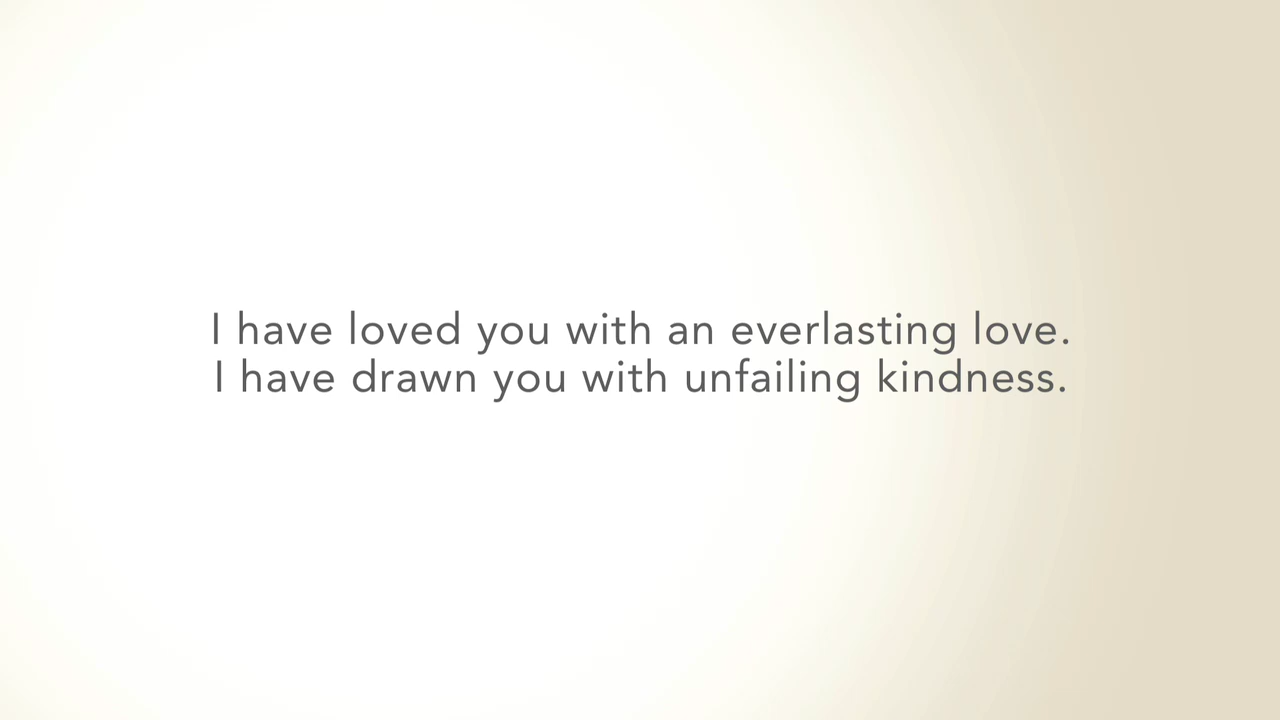 I have loved you with an everlasting love.
I have drawn you with unfailing kindness.